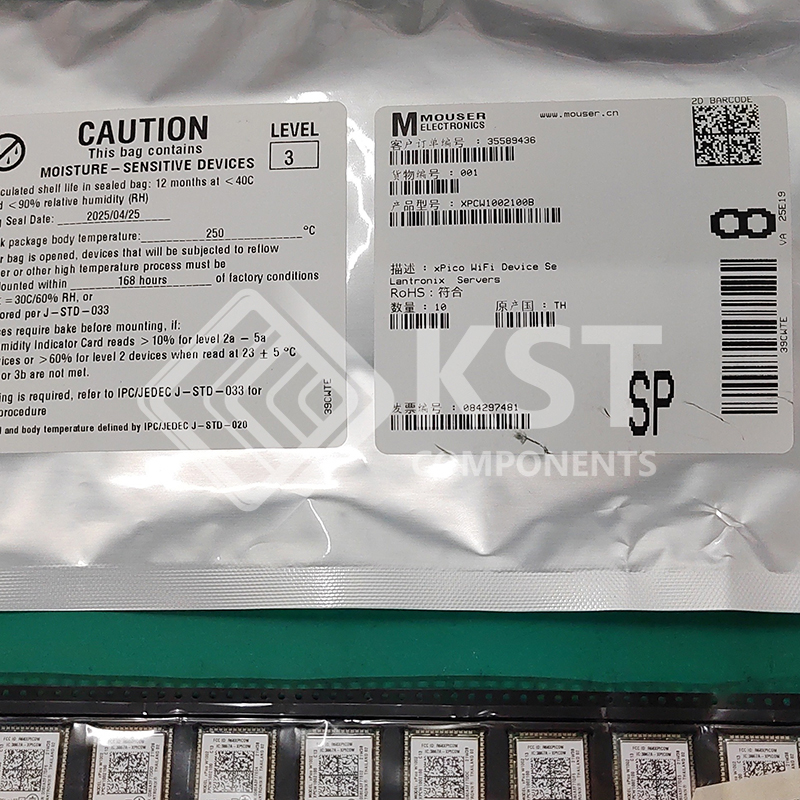 CAUTION
This bag contains
MOISTURE-SENSITIVE DEVICES
LEVEL
3
culated shelf life in sealed bag: 12 months at <40C
d <90% relative humidity (RH)
g Seal Date: 2025/04/25
k package body temperature: 250 °C
bag is opened, devices that will be subjected to reflow
er or other high temperature process must be
ounted within 168 hours of factory conditions
= 30C/60% RH, or
ored per J-STD-033
ces require bake before mounting, if:
midity Indicator Card reads >10% for level 2a - 5a
ices or >60% for level 2 devices when read at 23 ± 5 °C
or 3b are not met.
ing is required, refer to IPC/JEDEC J-STD-033 for
procedure
l and body temperature defined by IPC/JEDEC J-STD-020
39CWTE
M MOUSER
ELECTRONICS
www.mouser.cn
2D BARCODE
客户订单编号 : 35589436
货物编号 : 001
产品型号 : XPCW1002100B
描述 : xPico WiFi Device Se
Lantronix Servers
RoHS : 符合
数量 : 10
原产国 : TH
发票编号 : 084297481
8
VA 25E19
39CWTE
SP
KST
COMPONENTS